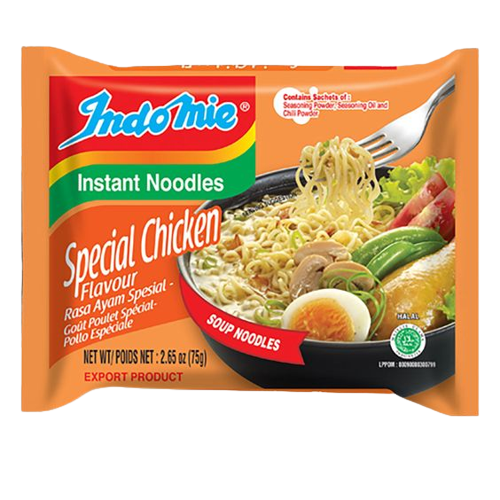 Indomie®
Contains Sachets of :
Seasoning Powder, Seasoning Oil and
Chili Powder
Instant Noodles
Special Chicken
Flavour
Rasa Ayam Spesial -
Goût Poulet Spécial-
Pollo Especiale
SOUP NOODLES
HALAL
NET WT/ POIDS NET : 2.65 oz (75g)
EXPORT PRODUCT